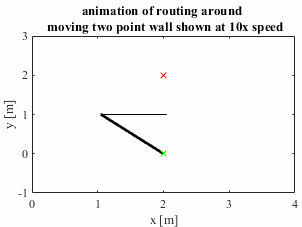 animation of routing around
moving two point wall shown at 10x speed
3
2
1
0
-1
y [m]
0 1 2 3 4
x [m]